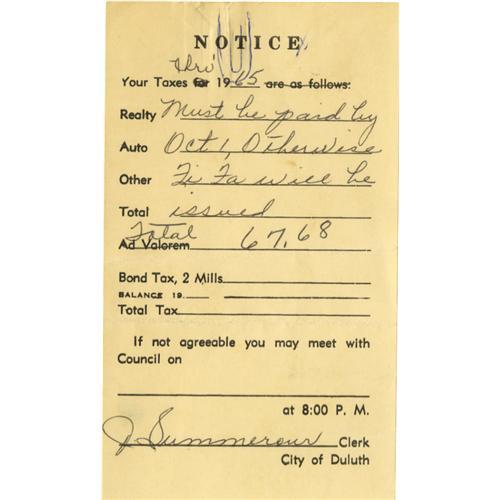 NOTICE
thru
Your Taxes for 1965 are as follows:
Realty Must be paid by
Auto Oct 1, Otherwise
Other Fi Fa will be
Total issued
Total
Ad Valorem 67.68
Bond Tax, 2 Mills
BALANCE 19
Total Tax
If not agreeable you may meet with
Council on
at 8:00 P. M.
J Summerour Clerk
City of Duluth